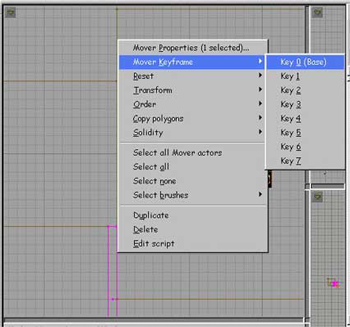 Mover Properties (1 selected)...
Mover Keyframe
Reset
Transform
Order
Copy polygons
Solidity
Select all Mover actors
Select all
Select none
Select brushes
Duplicate
Delete
Edit script
Key 0 (Base)
Key 1
Key 2
Key 3
Key 4
Key 5
Key 6
Key 7